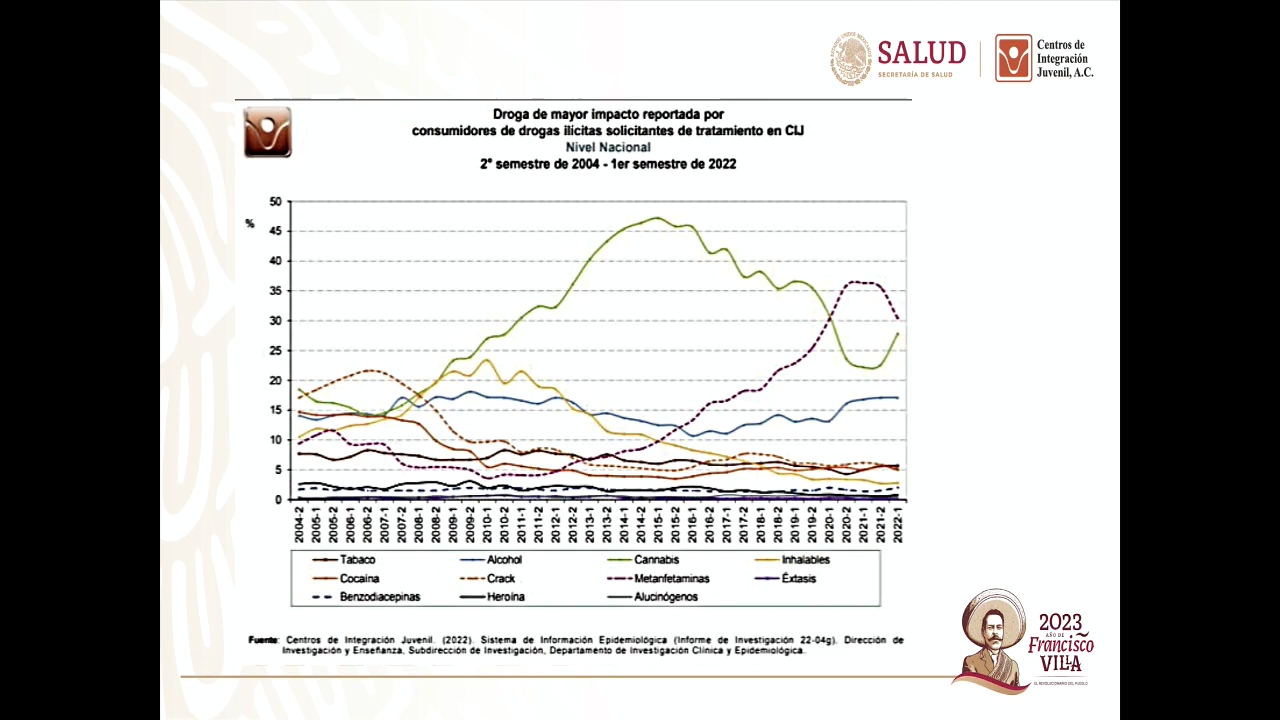 SALUD
SECRETARÍA DE SALUD
Centros de
Integración
Juvenil, A.C.
Droga de mayor impacto reportada por
consumidores de drogas ilícitas solicitantes de tratamiento en CIJ
Nivel Nacional
2° semestre de 2004 - 1er semestre de 2022
%
50
45
40
35
30
25
20
15
10
5
0
2004-2 2005-1 2005-2 2006-1 2006-2 2007-1 2007-2 2008-1 2008-2 2009-1 2009-2 2010-1 2010-2 2011-1 2011-2 2012-1 2012-2 2013-1 2013-2 2014-1 2014-2 2015-1 2015-2 2016-1 2016-2 2017-1 2017-2 2018-1 2018-2 2019-1 2019-2 2020-1 2020-2 2021-1 2021-2 2022-1
Tabaco Alcohol Cannabis Inhalables
Cocaína Crack Metanfetaminas Éxtasis
Benzodiacepinas Heroína Alucinógenos
Fuente: Centros de Integración Juvenil. (2022). Sistema de Información Epidemiológica (Informe de Investigación 22-04g). Dirección de
Investigación y Enseñanza, Subdirección de Investigación, Departamento de Investigación Clínica y Epidemiológica.
2023
AÑO DE
Francisco
VILLA
EL REVOLUCIONARIO DEL PUEBLO